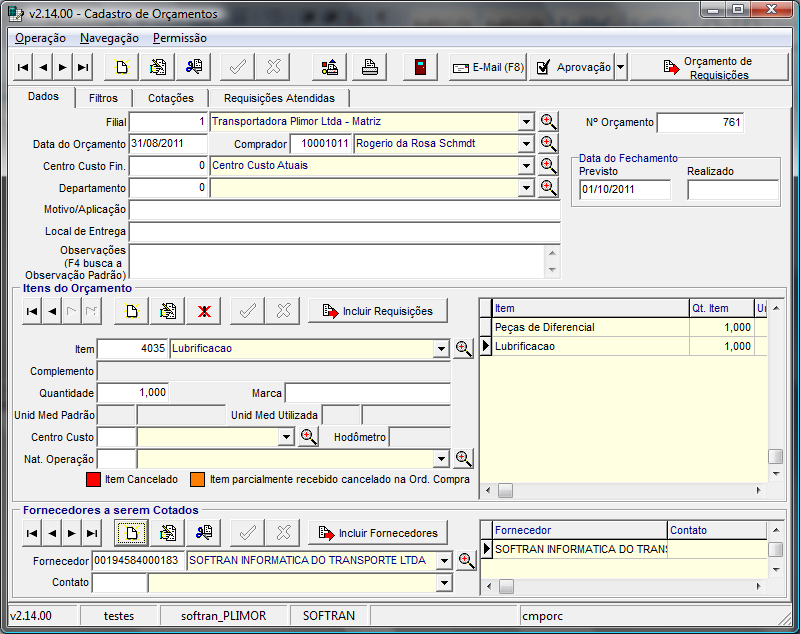 v2.14.00 - Cadastro de Orçamentos
Operação Navegação Permissão
E-Mail (F8) Aprovação Orçamento de Requisições
Dados Filtros Cotações Requisições Atendidas
Filial 1 Transportadora Plimor Ltda - Matriz Nº Orçamento 761
Data do Orçamento 31/08/2011 Comprador 10001011 Rogerio da Rosa Schmdt
Centro Custo Fin. 0 Centro Custo Atuais
Data do Fechamento
Previsto Realizado
01/10/2011
Departamento 0
Motivo/Aplicação
Local de Entrega
Observações
(F4 busca a
Observação Padrão)
Itens do Orçamento
Incluir Requisições
Item Qt. Item
Peças de Diferencial 1,000
Lubrificacao 1,000
Item 4035 Lubrificacao
Complemento
Quantidade 1,000 Marca
Unid Med Padrão Unid Med Utilizada
Centro Custo Hodômetro
Nat. Operação
Item Cancelado Item parcialmente recebido cancelado na Ord. Compra
Fornecedores a serem Cotados
Incluir Fornecedores
Fornecedor Contato
SOFTRAN INFORMATICA DO TRANS
Fornecedor 00194584000183 SOFTRAN INFORMATICA DO TRANSPORTE LTDA
Contato
v2.14.00 testes softran_PLIMOR SOFTRAN cmporc